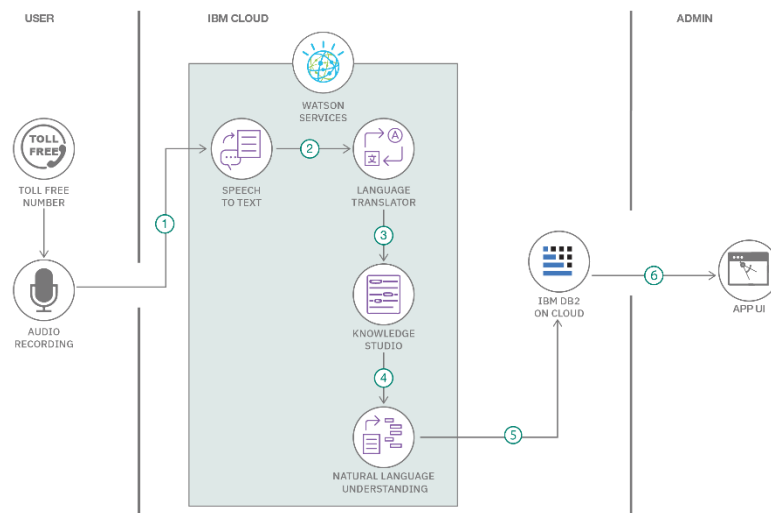 USER
IBM CLOUD
ADMIN
WATSON
SERVICES
TOLL
FREE
TOLL FREE
NUMBER
SPEECH
TO TEXT
2
A
文
LANGUAGE
TRANSLATOR
1
3
AUDIO
RECORDING
KNOWLEDGE
STUDIO
IBM DB2
ON CLOUD
6
APP UI
4
5
NATURAL LANGUAGE
UNDERSTANDING